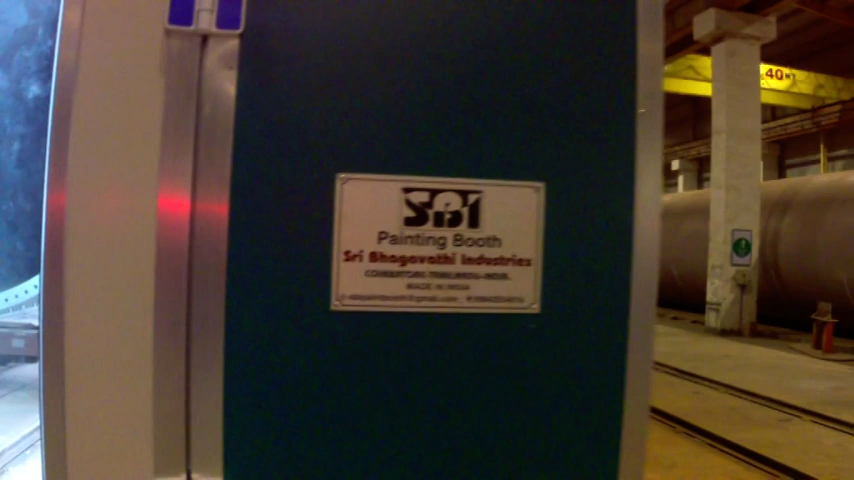 40
SBI
Painting Booth
Sri Bhagavathi Industries
COIMBATORE-TAMILNADU-INDIA.
MADE IN INDIA